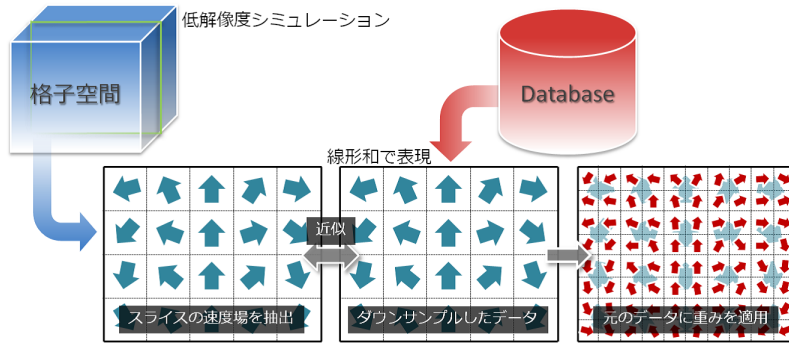 低解像度シミュレーション
格子空間
Database
線形和で表現
近似
スライスの速度場を抽出
ダウンサンプルしたデータ
元のデータに重みを適用